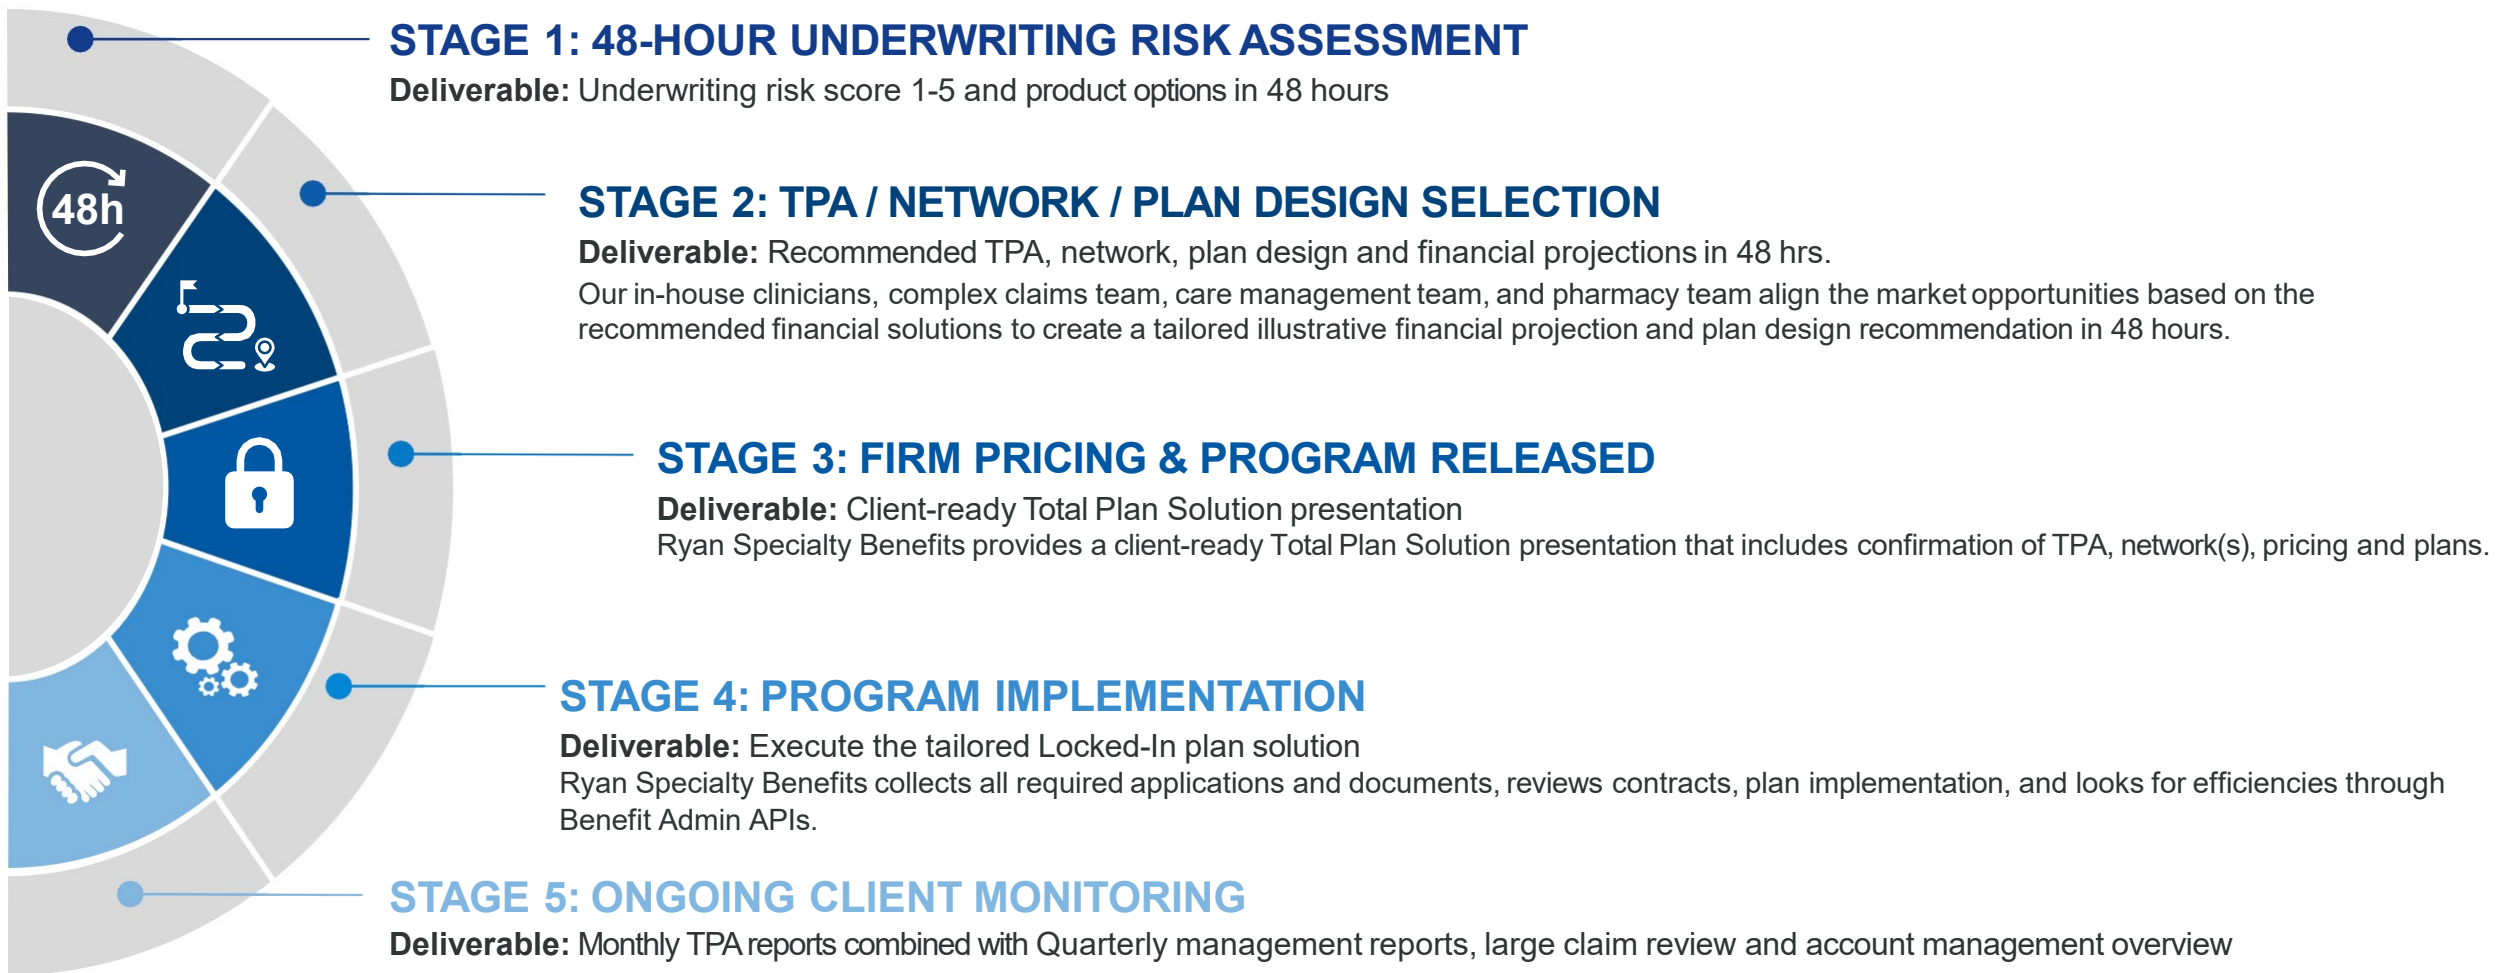 STAGE 1: 48-HOUR UNDERWRITING RISK ASSESSMENT
Deliverable: Underwriting risk score 1-5 and product options in 48 hours
48h
STAGE 2: TPA / NETWORK / PLAN DESIGN SELECTION
Deliverable: Recommended TPA, network, plan design and financial projections in 48 hrs.
Our in-house clinicians, complex claims team, care management team, and pharmacy team align the market opportunities based on the
recommended financial solutions to create a tailored illustrative financial projection and plan design recommendation in 48 hours.
STAGE 3: FIRM PRICING & PROGRAM RELEASED
Deliverable: Client-ready Total Plan Solution presentation
Ryan Specialty Benefits provides a client-ready Total Plan Solution presentation that includes confirmation of TPA, network(s), pricing and plans.
STAGE 4: PROGRAM IMPLEMENTATION
Deliverable: Execute the tailored Locked-In plan solution
Ryan Specialty Benefits collects all required applications and documents, reviews contracts, plan implementation, and looks for efficiencies through
Benefit Admin APIs.
STAGE 5: ONGOING CLIENT MONITORING
Deliverable: Monthly TPA reports combined with Quarterly management reports, large claim review and account management overview